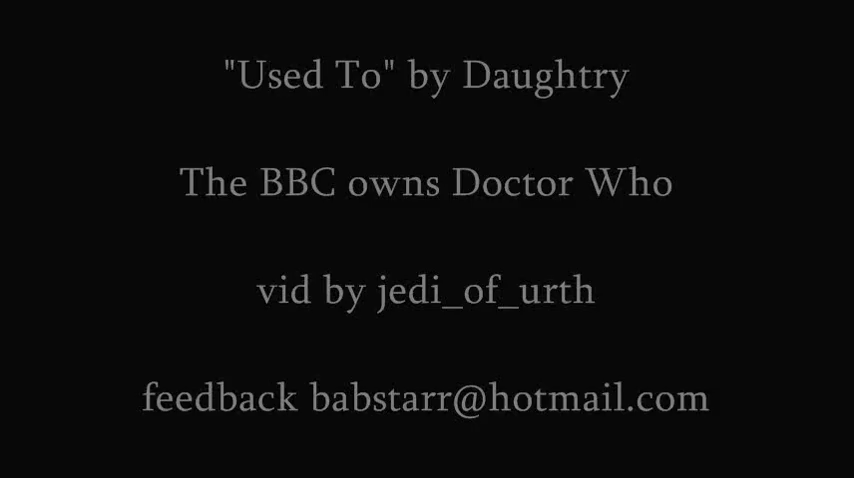 "Used To" by Daughtry
The BBC owns Doctor Who
vid by jedi_of_urth
feedback babstarr@hotmail.com